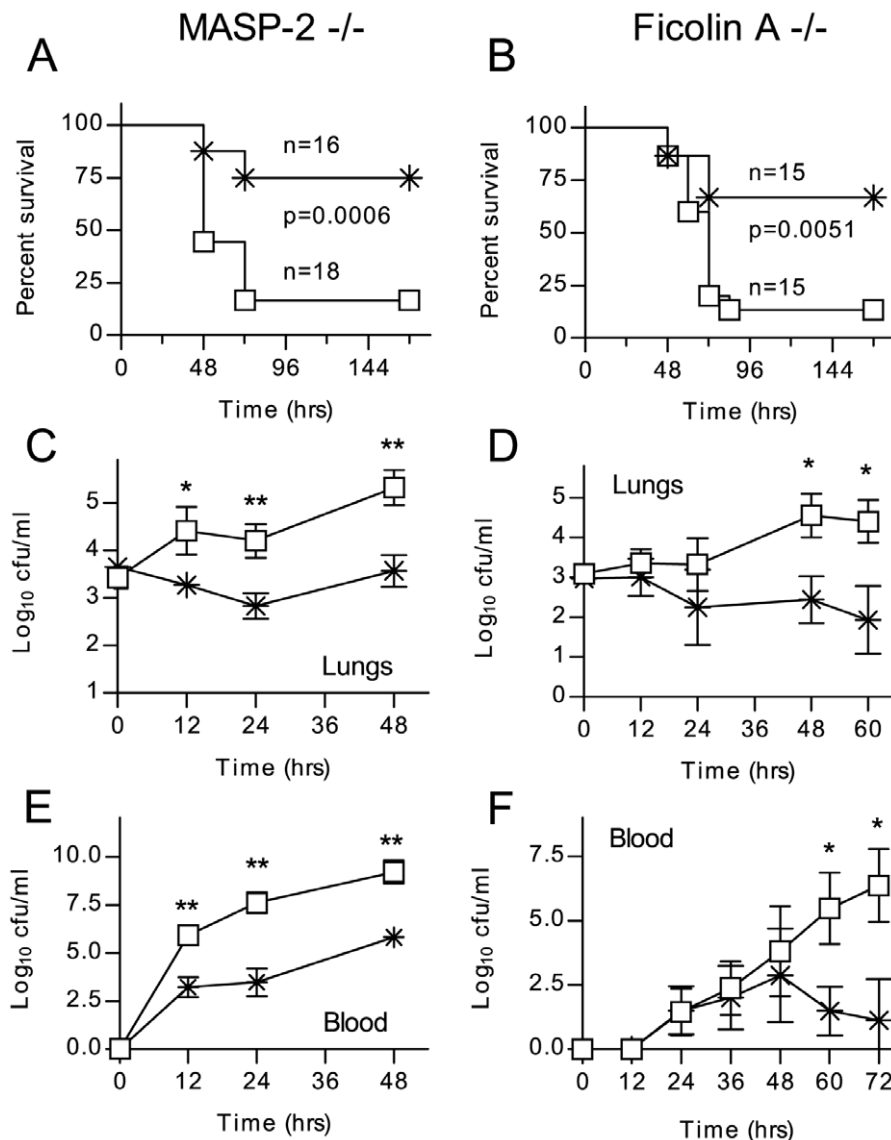 MASP-2 -/-
Ficolin A -/-
A
Percent survival
100
75
50
25
0
n=16
p=0.0006
n=18
0 48 96 144
Time (hrs)
B
Percent survival
100
75
50
25
0
n=15
p=0.0051
n=15
0 48 96 144
Time (hrs)
C
Log10 cfu/ml
5
4
3
2
1
* ** **
Lungs
0 12 24 36 48
Time (hrs)
D
Log10 cfu/ml
5
4
3
2
1
0
Lungs
* *
0 12 24 36 48 60
Time (hrs)
E
Log10 cfu/ml
10.0
7.5
5.0
2.5
0.0
** ** **
Blood
0 12 24 36 48
Time (hrs)
F
Log10 cfu/ml
7.5
5.0
2.5
0.0
Blood
* *
0 12 24 36 48 60 72
Time (hrs)